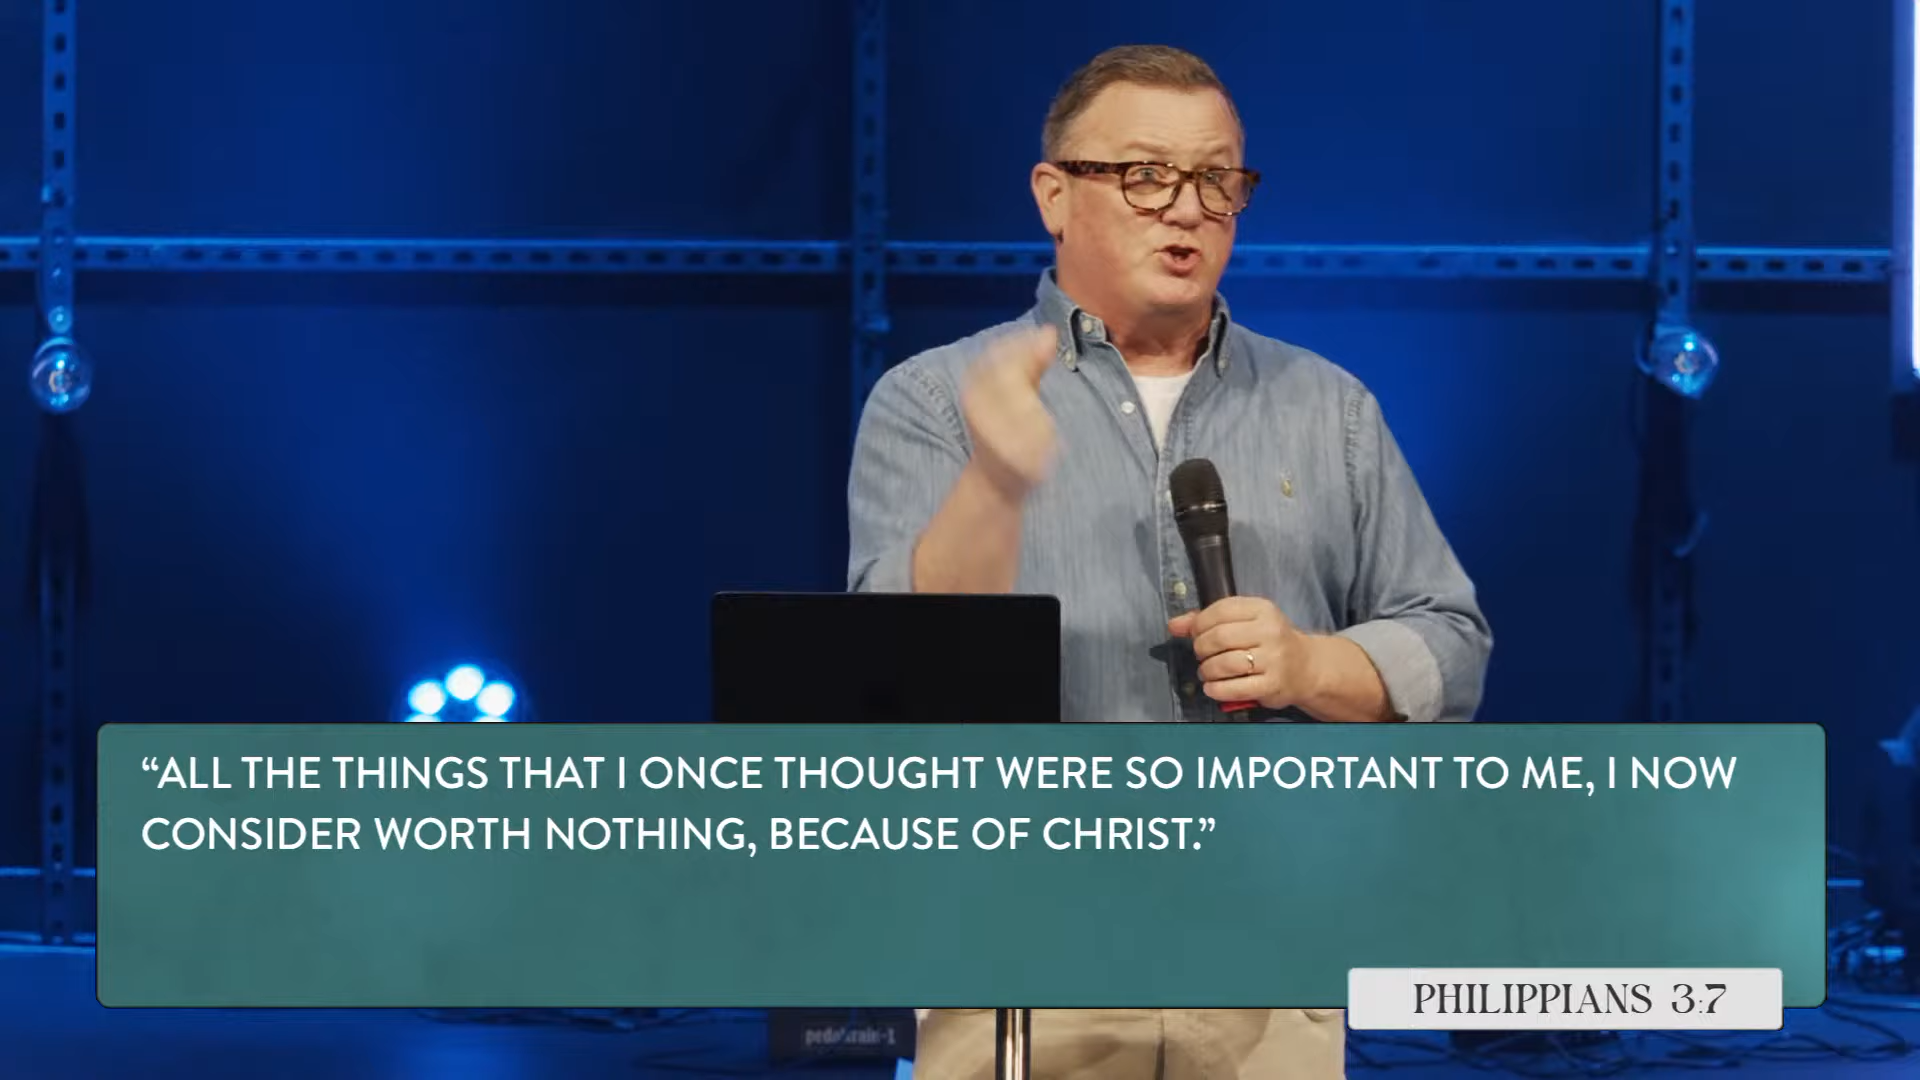 “ALL THE THINGS THAT I ONCE THOUGHT WERE SO IMPORTANT TO ME, I NOW
CONSIDER WORTH NOTHING, BECAUSE OF CHRIST.”
PHILIPPIANS 3:7